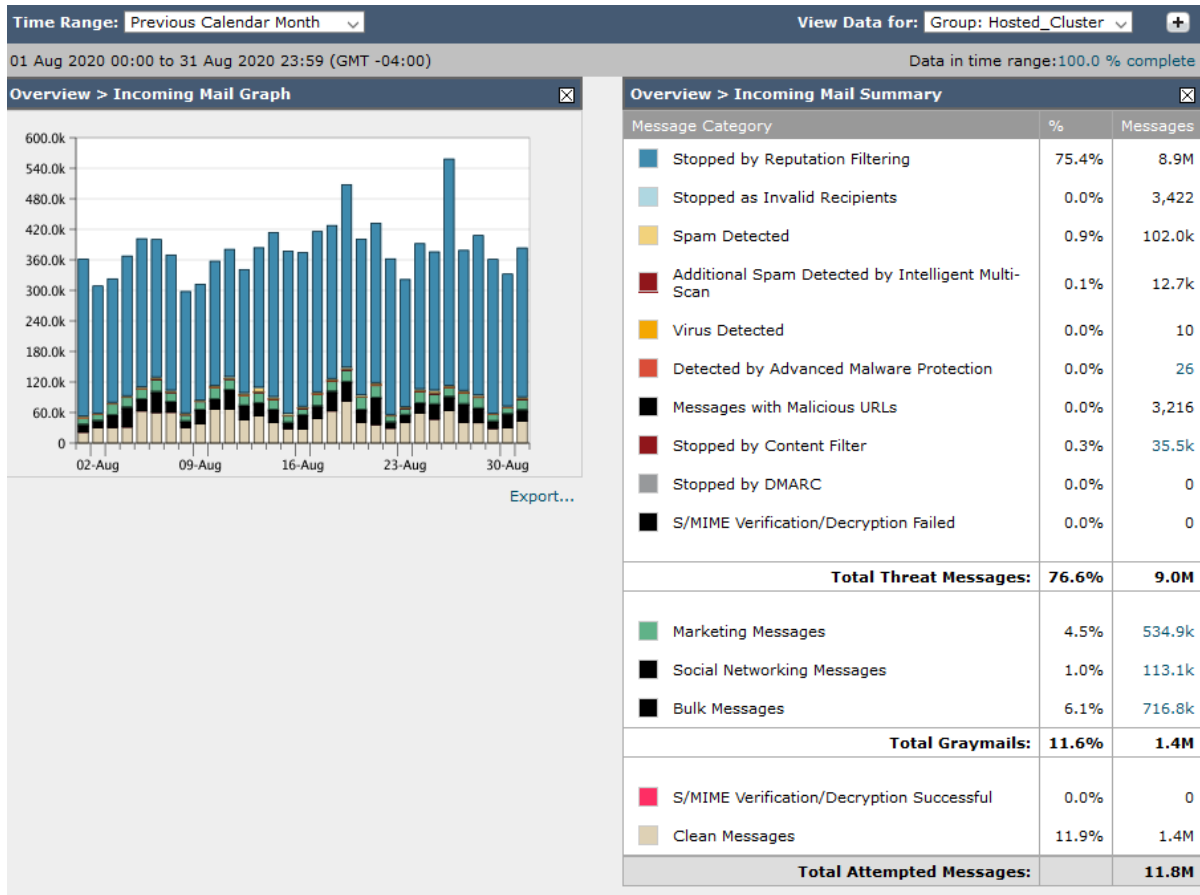 Time Range: Previous Calendar Month
View Data for: Group: Hosted_Cluster
01 Aug 2020 00:00 to 31 Aug 2020 23:59 (GMT -04:00)
Data in time range:100.0 % complete
Overview > Incoming Mail Graph
600.0k
540.0k
480.0k
420.0k
360.0k
300.0k
240.0k
180.0k
120.0k
60.0k
0
02-Aug 09-Aug 16-Aug 23-Aug 30-Aug
Export...
Overview > Incoming Mail Summary
Message Category % Messages
Stopped by Reputation Filtering 75.4% 8.9M
Stopped as Invalid Recipients 0.0% 3,422
Spam Detected 0.9% 102.0k
Additional Spam Detected by Intelligent Multi-
Scan 0.1% 12.7k
Virus Detected 0.0% 10
Detected by Advanced Malware Protection 0.0% 26
Messages with Malicious URLs 0.0% 3,216
Stopped by Content Filter 0.3% 35.5k
Stopped by DMARC 0.0% 0
S/MIME Verification/Decryption Failed 0.0% 0
Total Threat Messages: 76.6% 9.0M
Marketing Messages 4.5% 534.9k
Social Networking Messages 1.0% 113.1k
Bulk Messages 6.1% 716.8k
Total Graymails: 11.6% 1.4M
S/MIME Verification/Decryption Successful 0.0% 0
Clean Messages 11.9% 1.4M
Total Attempted Messages: 11.8M